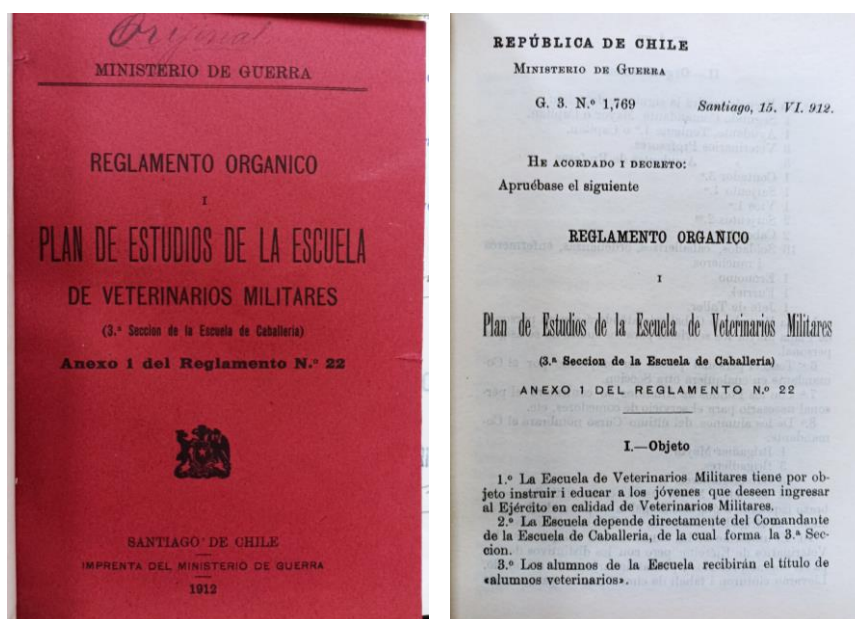 Original
MINISTERIO DE GUERRA
REGLAMENTO ORGANICO
I
PLAN DE ESTUDIOS DE LA ESCUELA
DE VETERINARIOS MILITARES
(3.ª Seccion de la Escuela de Caballería)
Anexo 1 del Reglamento N.º 22
SANTIAGO DE CHILE
IMPRENTA DEL MINISTERIO DE GUERRA
1912
REPÚBLICA DE CHILE
MINISTERIO DE GUERRA
G. 3. N.º 1,769 Santiago, 15. VI. 912.
HE ACORDADO I DECRETO:
Apruébase el siguiente
REGLAMENTO ORGANICO
I
Plan de Estudios de la Escuela de Veterinarios Militares
(3.ª Seccion de la Escuela de Caballería)
ANEXO 1 DEL REGLAMENTO N.º 22
I.—Objeto
1.º La Escuela de Veterinarios Militares tiene por ob-
jeto instruir i educar a los jóvenes que deseen ingresar
al Ejército en calidad de Veterinarios Militares.
2.º La Escuela depende directamente del Comandante
de la Escuela de Caballería, de la cual forma la 3.ª Sec-
cion.
3.º Los alumnos de la Escuela recibirán el título de
«alumnos veterinarios».